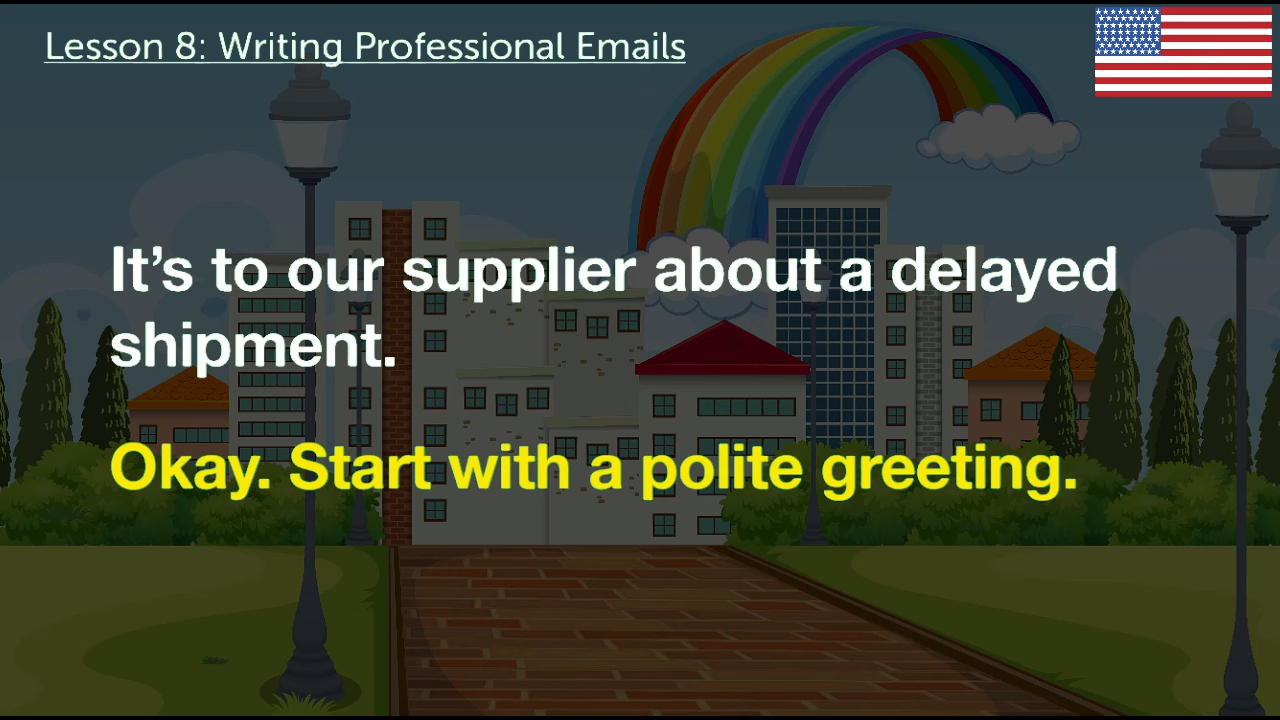 Lesson 8: Writing Professional Emails
It’s to our supplier about a delayed
shipment.
Okay. Start with a polite greeting.